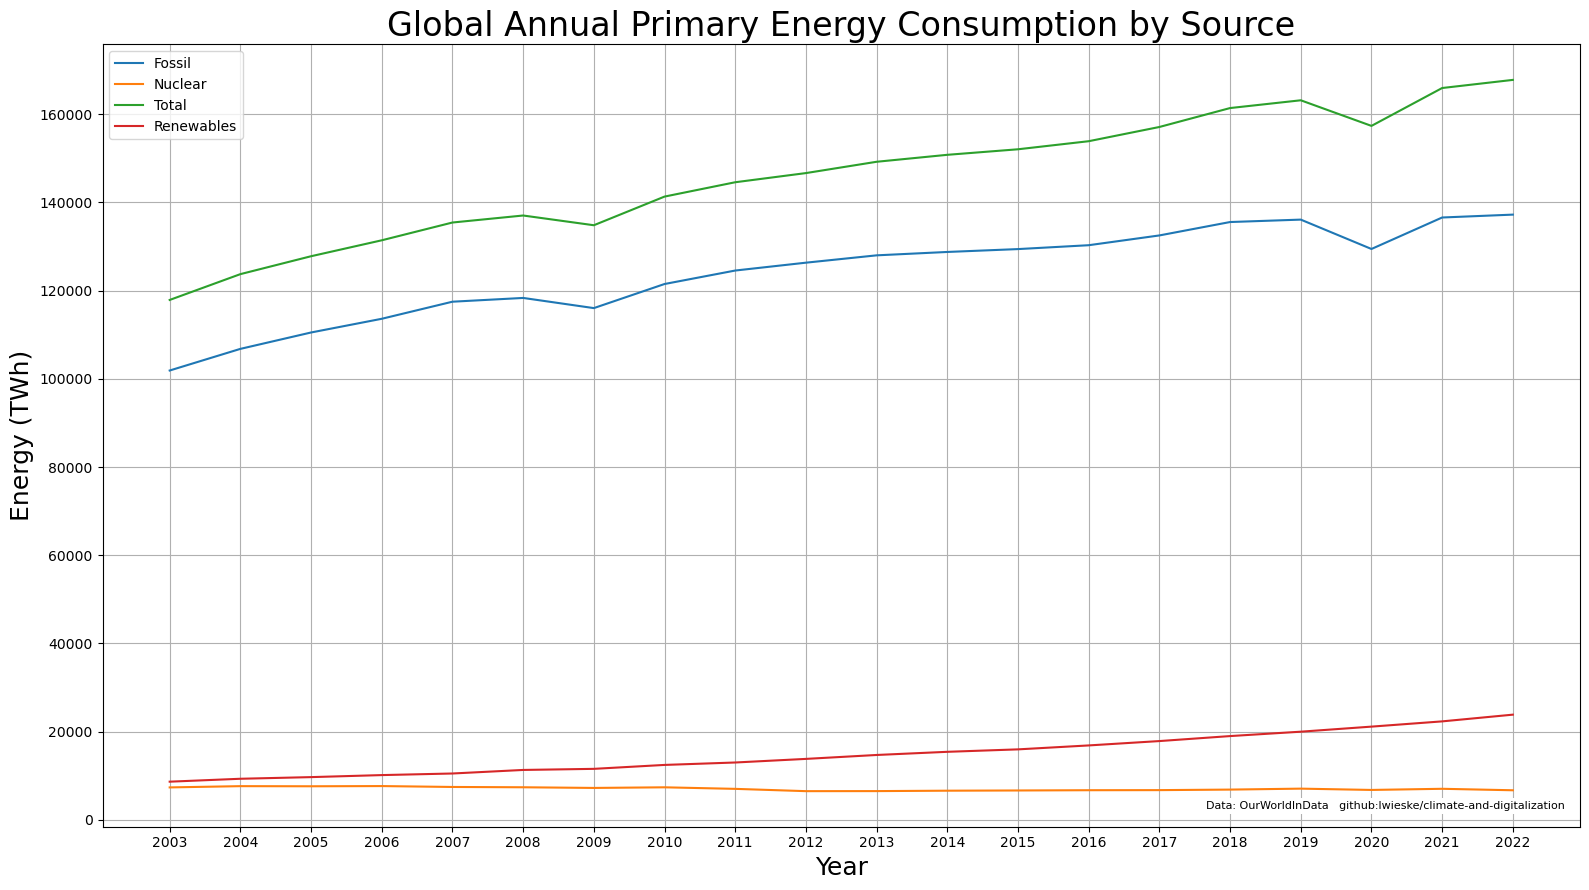 Global Annual Primary Energy Consumption by Source
Fossil
Nuclear
Total
Renewables
Energy (TWh)
160000
140000
120000
100000
80000
60000
40000
20000
0
Data: OurWorldInData github:lwieske/climate-and-digitalization
2003 2004 2005 2006 2007 2008 2009 2010 2011 2012 2013 2014 2015 2016 2017 2018 2019 2020 2021 2022
Year